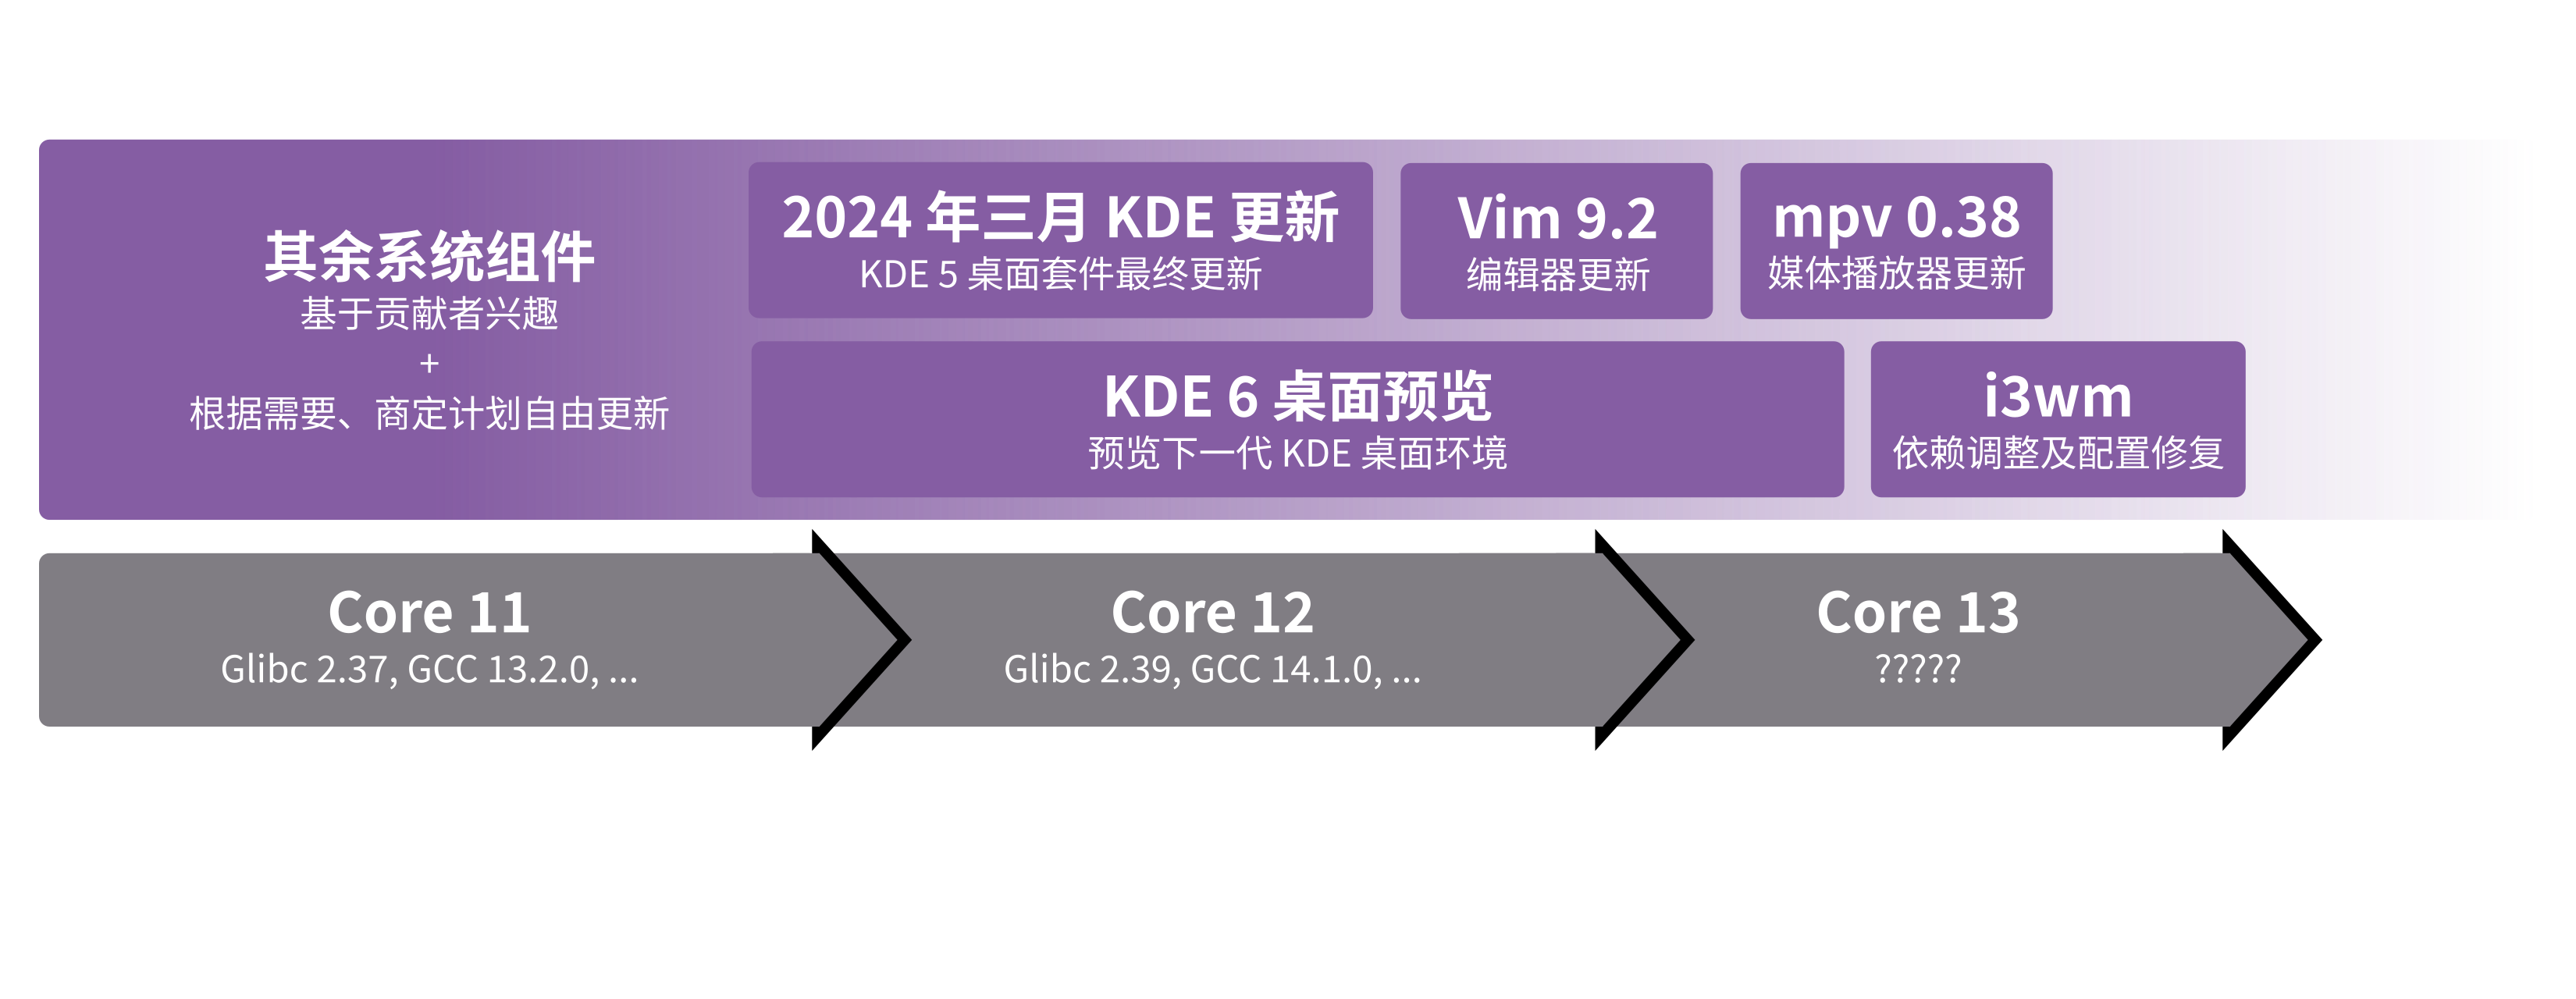 其余系统组件
基于贡献者兴趣
+
根据需要、商定计划自由更新
2024 年三月 KDE 更新
KDE 5 桌面套件最终更新
Vim 9.2
编辑器更新
mpv 0.38
媒体播放器更新
KDE 6 桌面预览
预览下一代 KDE 桌面环境
i3wm
依赖调整及配置修复
Core 11
Glibc 2.37, GCC 13.2.0, ...
Core 12
Glibc 2.39, GCC 14.1.0, ...
Core 13
?????